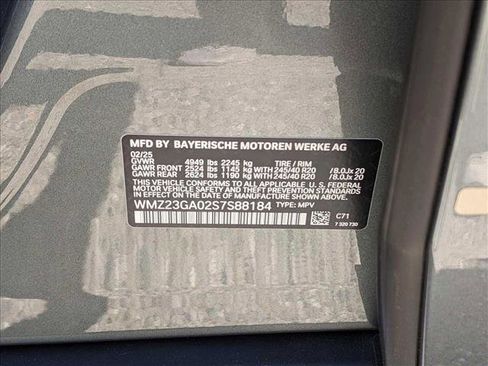 MFD BY BAYERISCHE MOTOREN WERKE AG
02/25
GVWR 4949 lbs 2245 kg TIRE / RIM
GAWR FRONT 2524 lbs 1145 kg WITH 245/40 R20 /8.0Jx 20
GAWR REAR 2624 lbs 1190 kg WITH 245/40 R20 /8.0Jx 20
THIS VEHICLE CONFORMS TO ALL APPLICABLE U. S. FEDERAL
MOTOR VEHICLE SAFETY STANDARDS IN EFFECT ON THE
DATE OF MANUFACTURE SHOWN ABOVE.
WMZ23GA02S7S88184 TYPE: MPV
C71
7 320 730